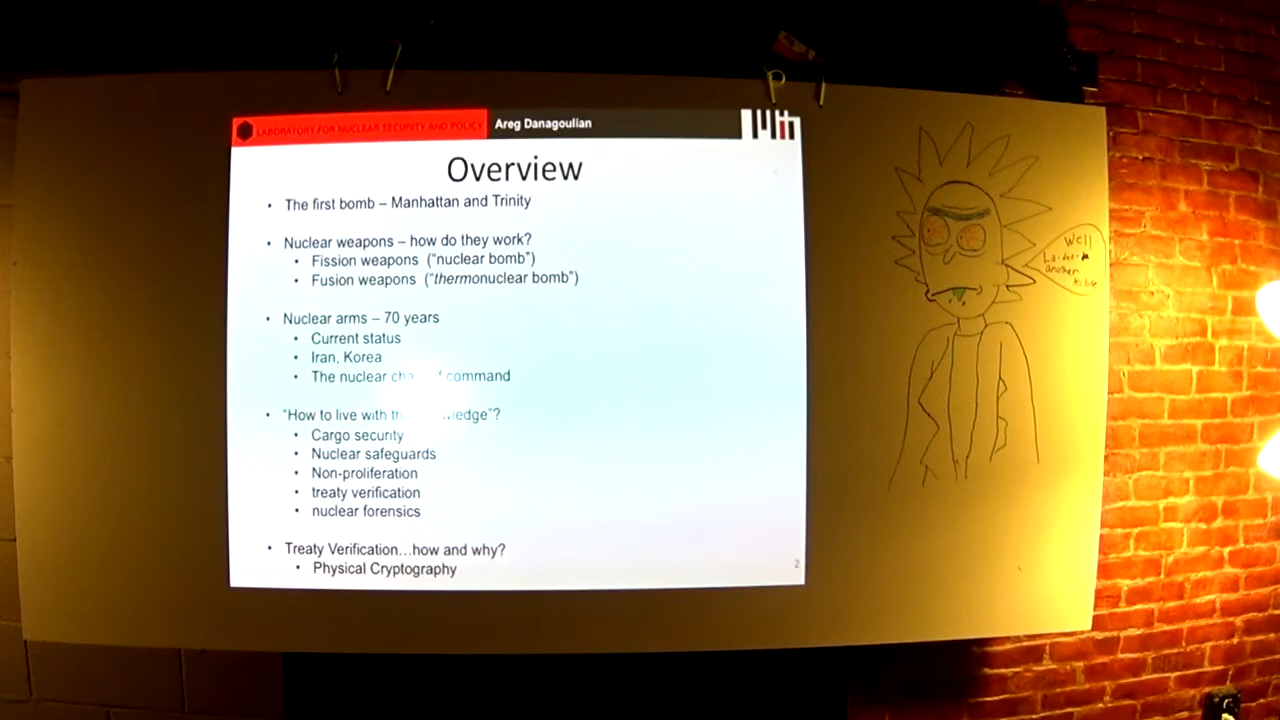 LABORATORY FOR NUCLEAR SECURITY AND POLICY
Areg Danagoulian
Overview
• The first bomb – Manhattan and Trinity
• Nuclear weapons – how do they work?
• Fission weapons (“nuclear bomb”)
• Fusion weapons (“thermonuclear bomb”)
• Nuclear arms – 70 years
• Current status
• Iran, Korea
• The nuclear command
• “How to live with
• Cargo security
• Nuclear safeguards
• Non-proliferation
• treaty verification
• nuclear forensics
• Treaty Verification…how and why?
• Physical Cryptography
2
Well
another